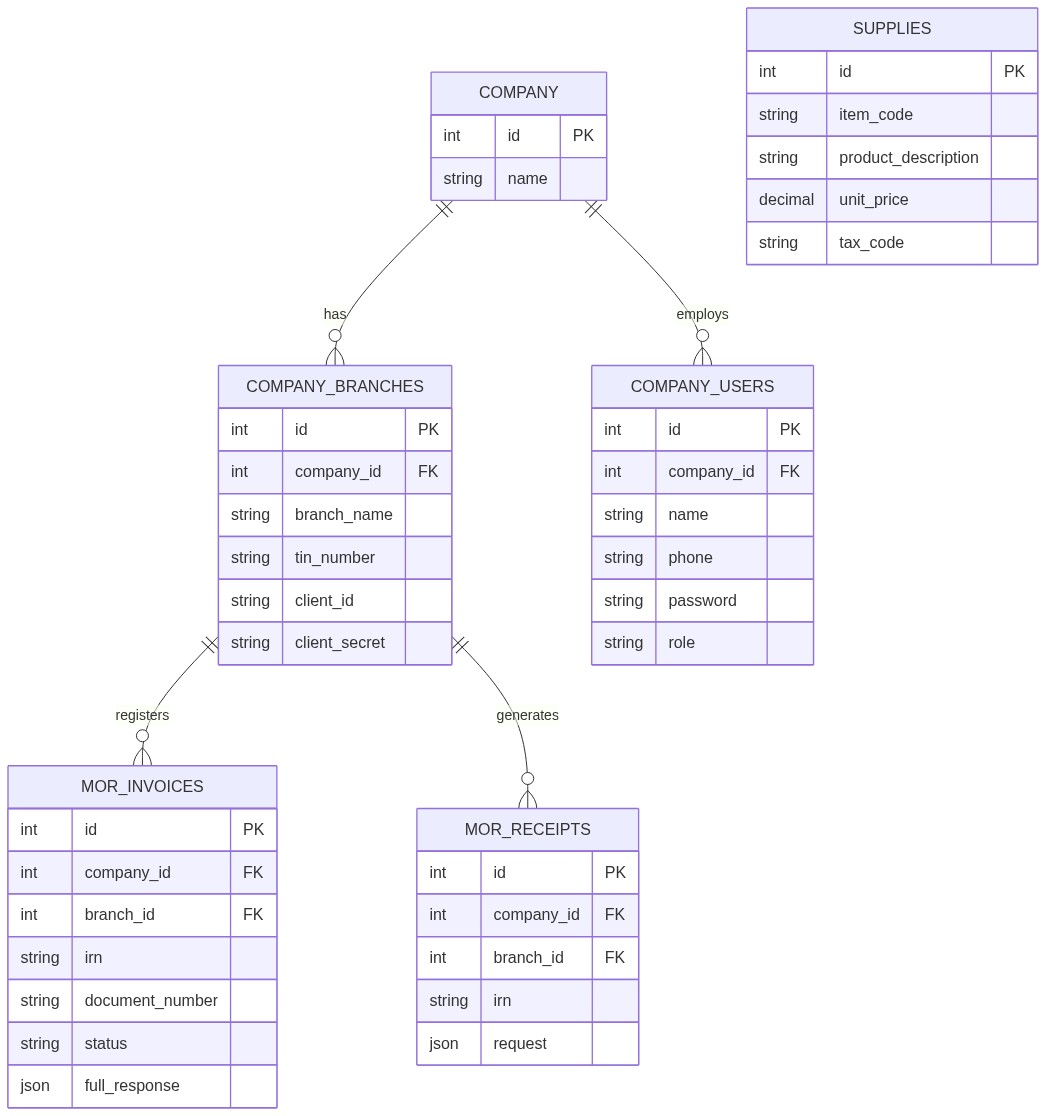 SUPPLIES
int id PK
string item_code
string product_description
decimal unit_price
string tax_code
COMPANY
int id PK
string name
has
employs
COMPANY_BRANCHES
int id PK
int company_id FK
string branch_name
string tin_number
string client_id
string client_secret
COMPANY_USERS
int id PK
int company_id FK
string name
string phone
string password
string role
registers
generates
MOR_INVOICES
int id PK
int company_id FK
int branch_id FK
string irn
string document_number
string status
json full_response
MOR_RECEIPTS
int id PK
int company_id FK
int branch_id FK
string irn
json request